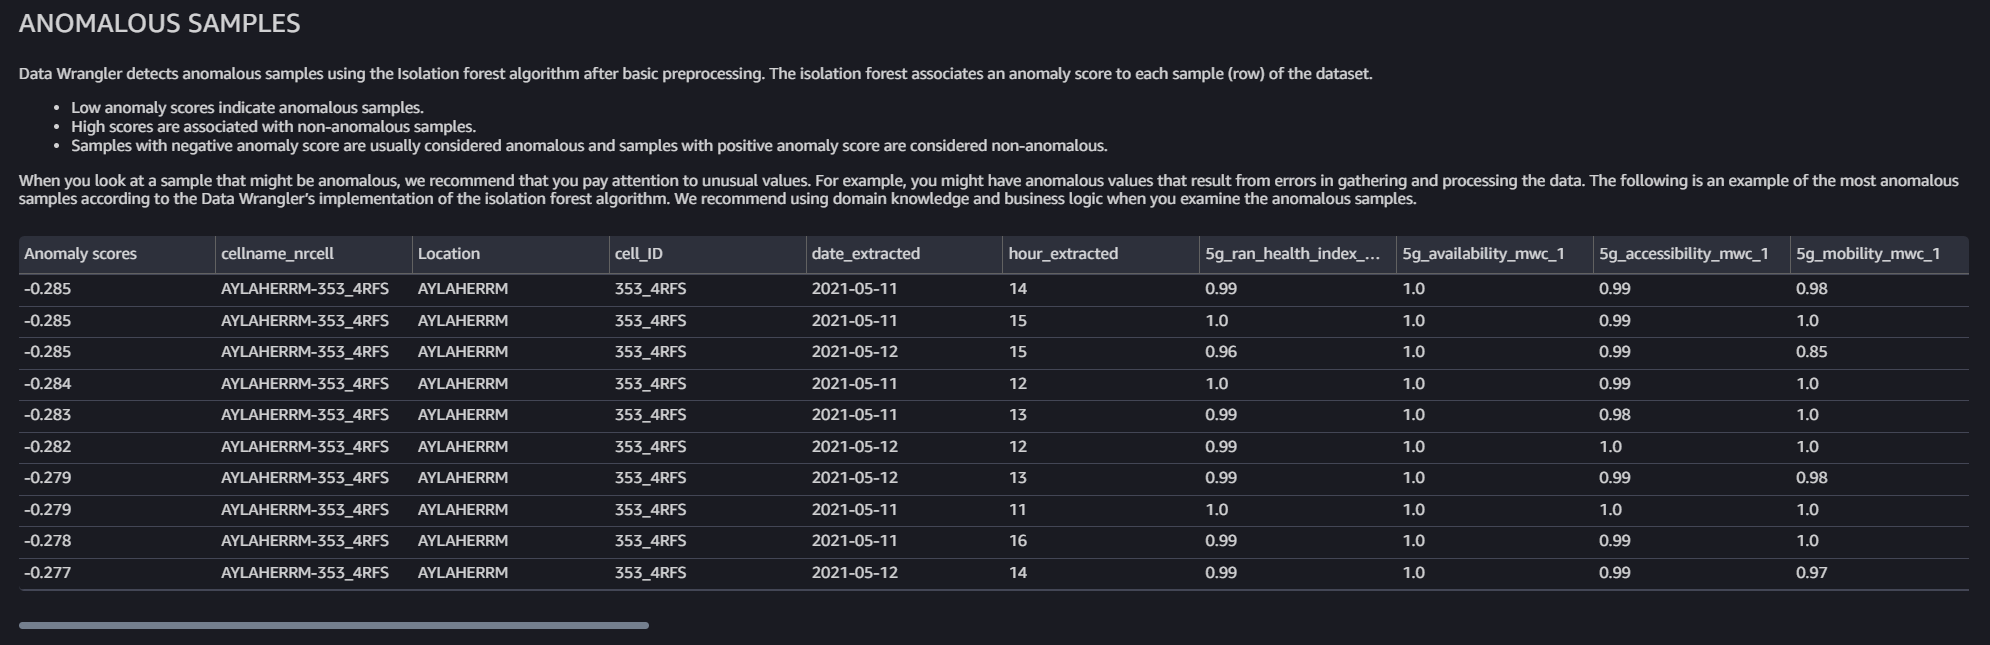 ANOMALOUS SAMPLES
Data Wrangler detects anomalous samples using the Isolation forest algorithm after basic preprocessing. The isolation forest associates an anomaly score to each sample (row) of the dataset.
• Low anomaly scores indicate anomalous samples.
• High scores are associated with non-anomalous samples.
• Samples with negative anomaly score are usually considered anomalous and samples with positive anomaly score are considered non-anomalous.
When you look at a sample that might be anomalous, we recommend that you pay attention to unusual values. For example, you might have anomalous values that result from errors in gathering and processing the data. The following is an example of the most anomalous
samples according to the Data Wrangler's implementation of the isolation forest algorithm. We recommend using domain knowledge and business logic when you examine the anomalous samples.
Anomaly scores cellname_nrcell Location cell_ID date_extracted hour_extracted 5g_ran_health_index_... 5g_availability_mwc_1 5g_accessibility_mwc_1 5g_mobility_mwc_1
-0.285 AYLAHERRM-353_4RFS AYLAHERRM 353_4RFS 2021-05-11 14 0.99 1.0 0.99 0.98
-0.285 AYLAHERRM-353_4RFS AYLAHERRM 353_4RFS 2021-05-11 15 1.0 1.0 0.99 1.0
-0.285 AYLAHERRM-353_4RFS AYLAHERRM 353_4RFS 2021-05-12 15 0.96 1.0 0.99 0.85
-0.284 AYLAHERRM-353_4RFS AYLAHERRM 353_4RFS 2021-05-11 12 1.0 1.0 0.99 1.0
-0.283 AYLAHERRM-353_4RFS AYLAHERRM 353_4RFS 2021-05-11 13 0.99 1.0 0.98 1.0
-0.282 AYLAHERRM-353_4RFS AYLAHERRM 353_4RFS 2021-05-12 12 0.99 1.0 1.0 1.0
-0.279 AYLAHERRM-353_4RFS AYLAHERRM 353_4RFS 2021-05-12 13 0.99 1.0 0.99 0.98
-0.279 AYLAHERRM-353_4RFS AYLAHERRM 353_4RFS 2021-05-11 11 1.0 1.0 1.0 1.0
-0.278 AYLAHERRM-353_4RFS AYLAHERRM 353_4RFS 2021-05-11 16 0.99 1.0 0.99 1.0
-0.277 AYLAHERRM-353_4RFS AYLAHERRM 353_4RFS 2021-05-12 14 0.99 1.0 0.99 0.97